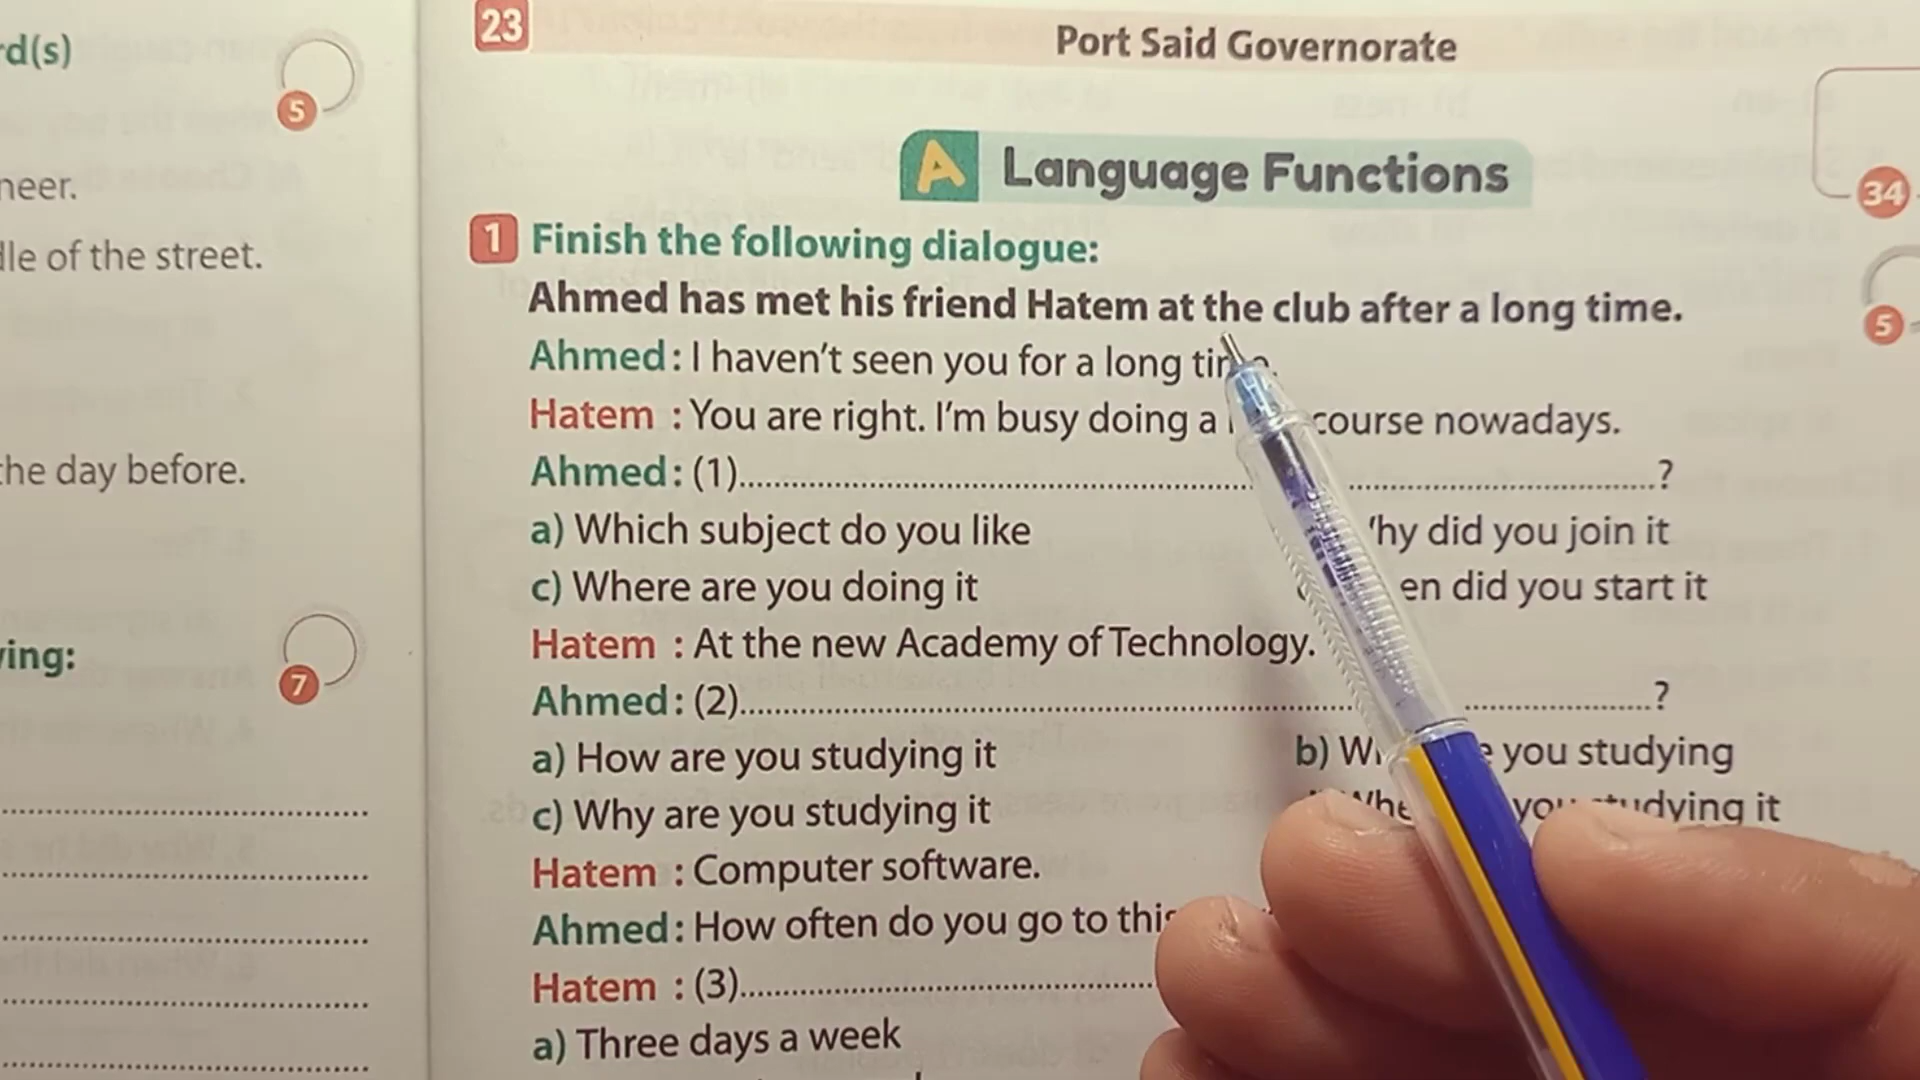 rd(s)
5
neer.
dle of the street.
the day before.
ving:
7
23
Port Said Governorate
A Language Functions
1 Finish the following dialogue:
Ahmed has met his friend Hatem at the club after a long time.
Ahmed: I haven't seen you for a long
Hatem : You are right. I'm busy doing a course nowadays.
Ahmed: (1)..........?
a) Which subject do you like
hy did you join it
c) Where are you doing it
en did you start it
Hatem : At the new Academy of Technology.
Ahmed: (2)..........?
a) How are you studying it
b) you studying
c) Why are you studying it
studying it
Hatem : Computer software.
Ahmed: How often do you go to this
Hatem : (3)..........
a) Three days a week
34
5